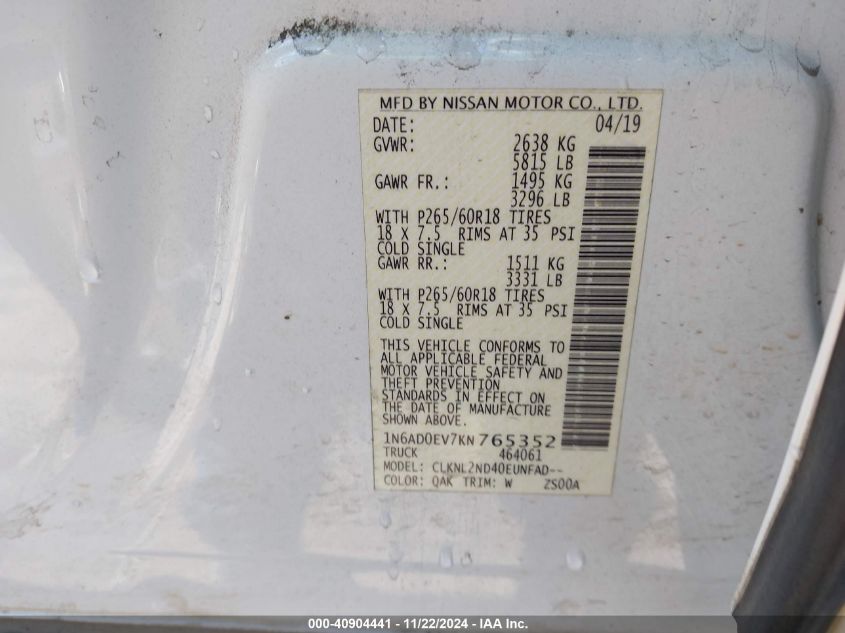 MFD BY NISSAN MOTOR CO., LTD.
DATE: 04/19
GVWR: 2638 KG
5815 LB
GAWR FR.: 1495 KG
3296 LB
WITH P265/60R18 TIRES
18 X 7.5 RIMS AT 35 PSI
COLD SINGLE
GAWR RR.: 1511 KG
3331 LB
WITH P265/60R18 TIRES
18 X 7.5 RIMS AT 35 PSI
COLD SINGLE
THIS VEHICLE CONFORMS TO
ALL APPLICABLE FEDERAL
MOTOR VEHICLE SAFETY AND
THEFT PREVENTION
STANDARDS IN EFFECT ON
THE DATE OF MANUFACTURE
SHOWN ABOVE.
1N6AD0EV7KN765352
TRUCK 464061
MODEL: CLKNL2ND40EUNFAD--
COLOR: QAK TRIM: W ZS00A
000-40904441 - 11/22/2024 - IAA Inc.